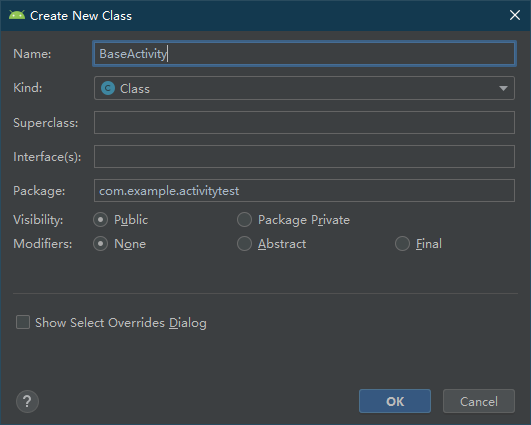 Create New Class
Name: BaseActivity
Kind: C Class
Superclass:
Interface(s):
Package: com.example.activitytest
Visibility: Public Package Private
Modifiers: None Abstract Final
Show Select Overrides Dialog
? OK Cancel